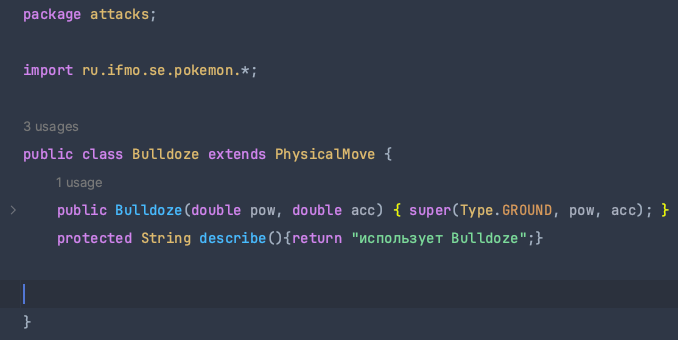 package attacks;
import ru.ifmo.se.pokemon.*;
3 usages
public class Bulldoze extends PhysicalMove {
1 usage
public Bulldoze(double pow, double acc) { super(Type.GROUND, pow, acc); }
protected String describe(){return "использует Bulldoze";}
}